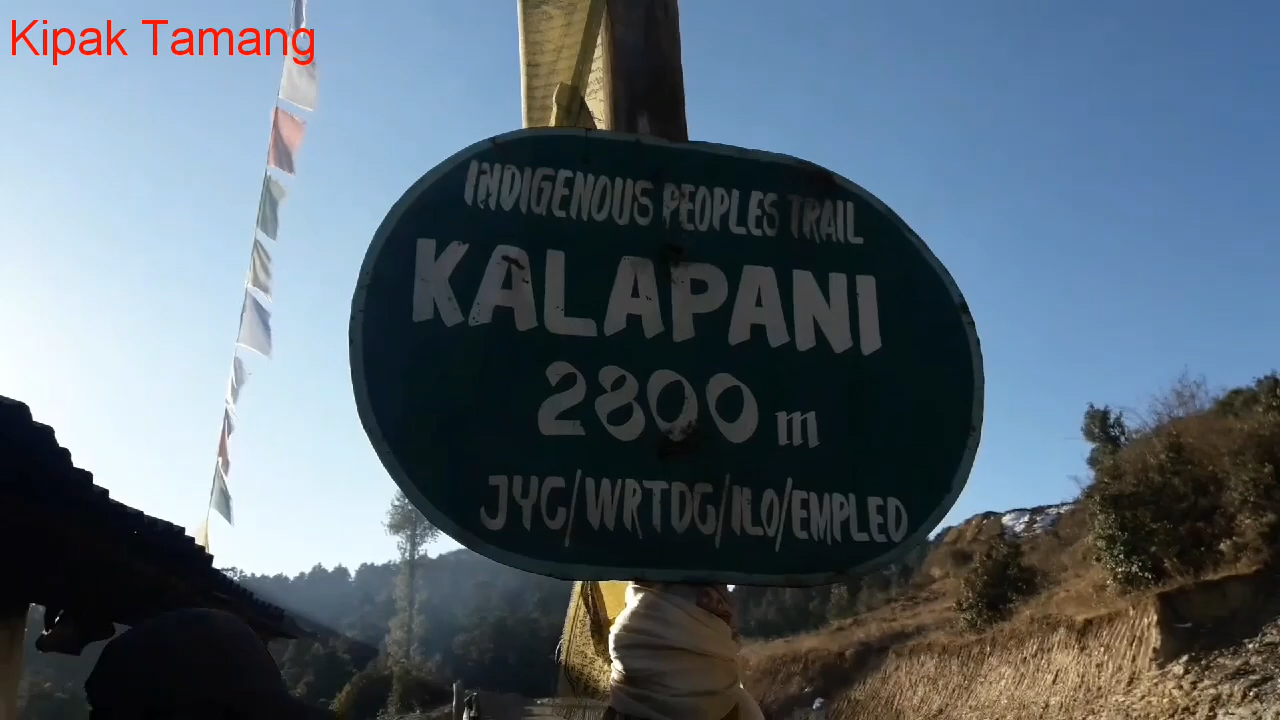 Kipak Tamang
INDIGENOUS PEOPLES TRAIL
KALAPANI
2800 m
JYC/WRTDG/ILO/EMPLED